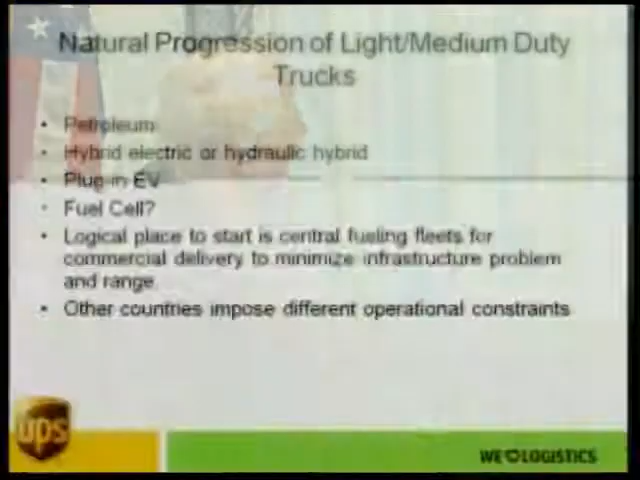 Natural Progression of Light/Medium Duty
Trucks
• Petroleum
• Hybrid electric or hydraulic hybrid
• Plug-in EV
• Fuel Cell?
• Logical place to start is central fueling fleets for
commercial delivery to minimize infrastructure problem
and range.
• Other countries impose different operational constraints
ups
WE LOGISTICS